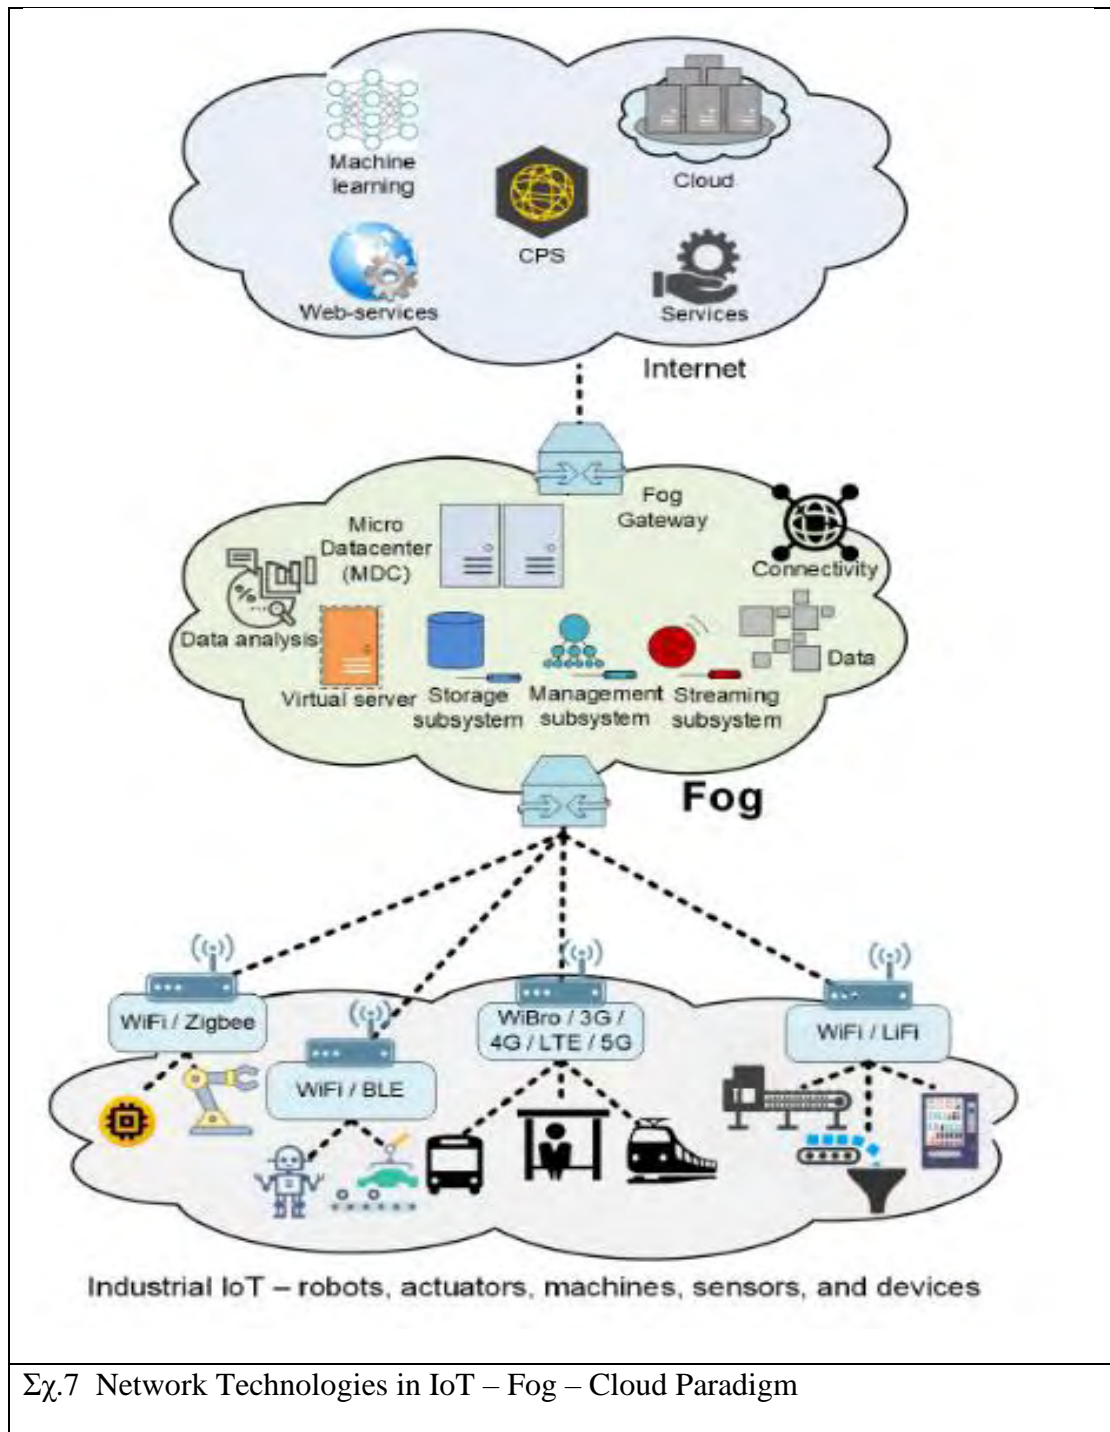 Machine
learning
Cloud
CPS
Web-services
Services
Internet
Fog
Gateway
Micro
Datacenter
(MDC)
Connectivity
%
Data analysis
Data
Virtual server
Storage
subsystem
Management
subsystem
Streaming
subsystem
Fog
WiFi / Zigbee
WiFi / BLE
WiBro / 3G /
4G / LTE / 5G
WiFi / LiFi
Industrial IoT – robots, actuators, machines, sensors, and devices
Σχ.7 Network Technologies in IoT – Fog – Cloud Paradigm